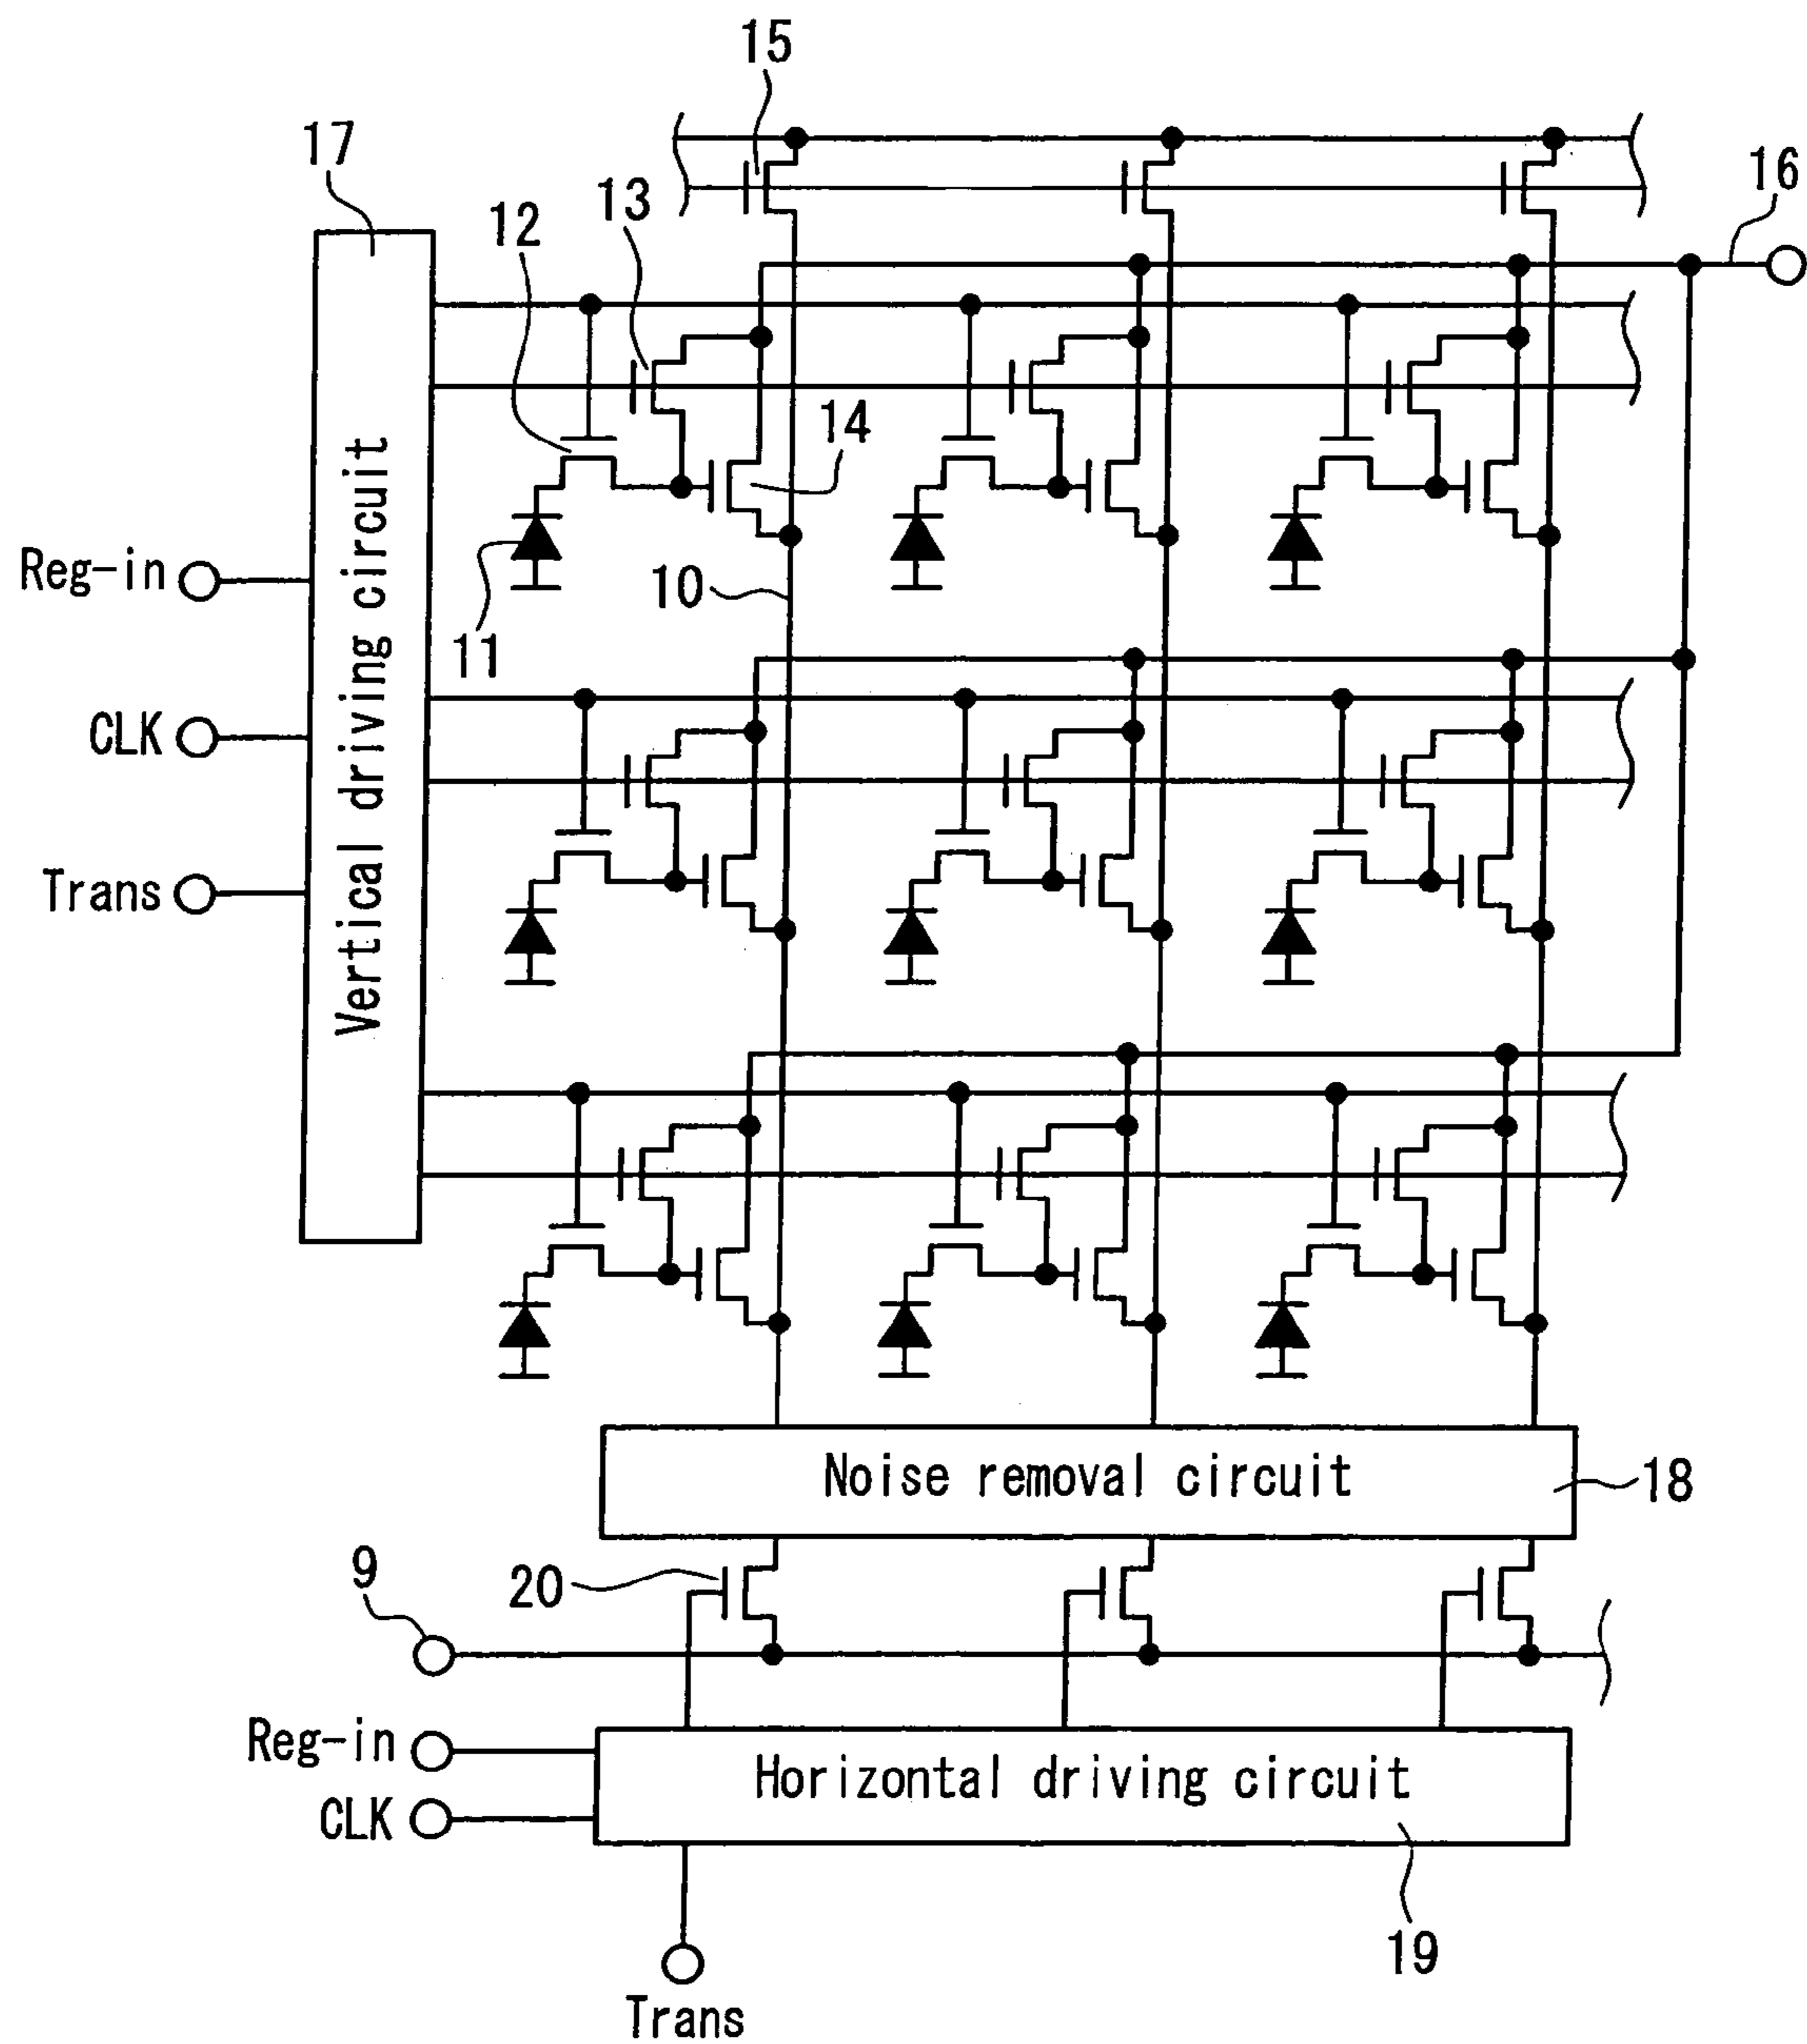 15
17
16
13
12
14
Vertical driving circuit
Reg-in
10
11
CLK
Trans
Noise removal circuit
18
9
20
Reg-in
Horizontal driving circuit
CLK
19
Trans